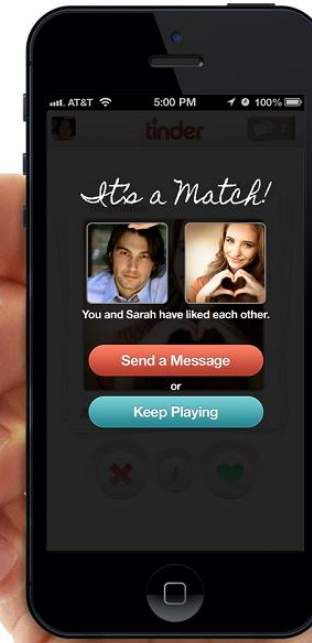 AT&T 5:00 PM 100%
tinder 7
It's a Match!
You and Sarah have liked each other.
Send a Message
or
Keep Playing